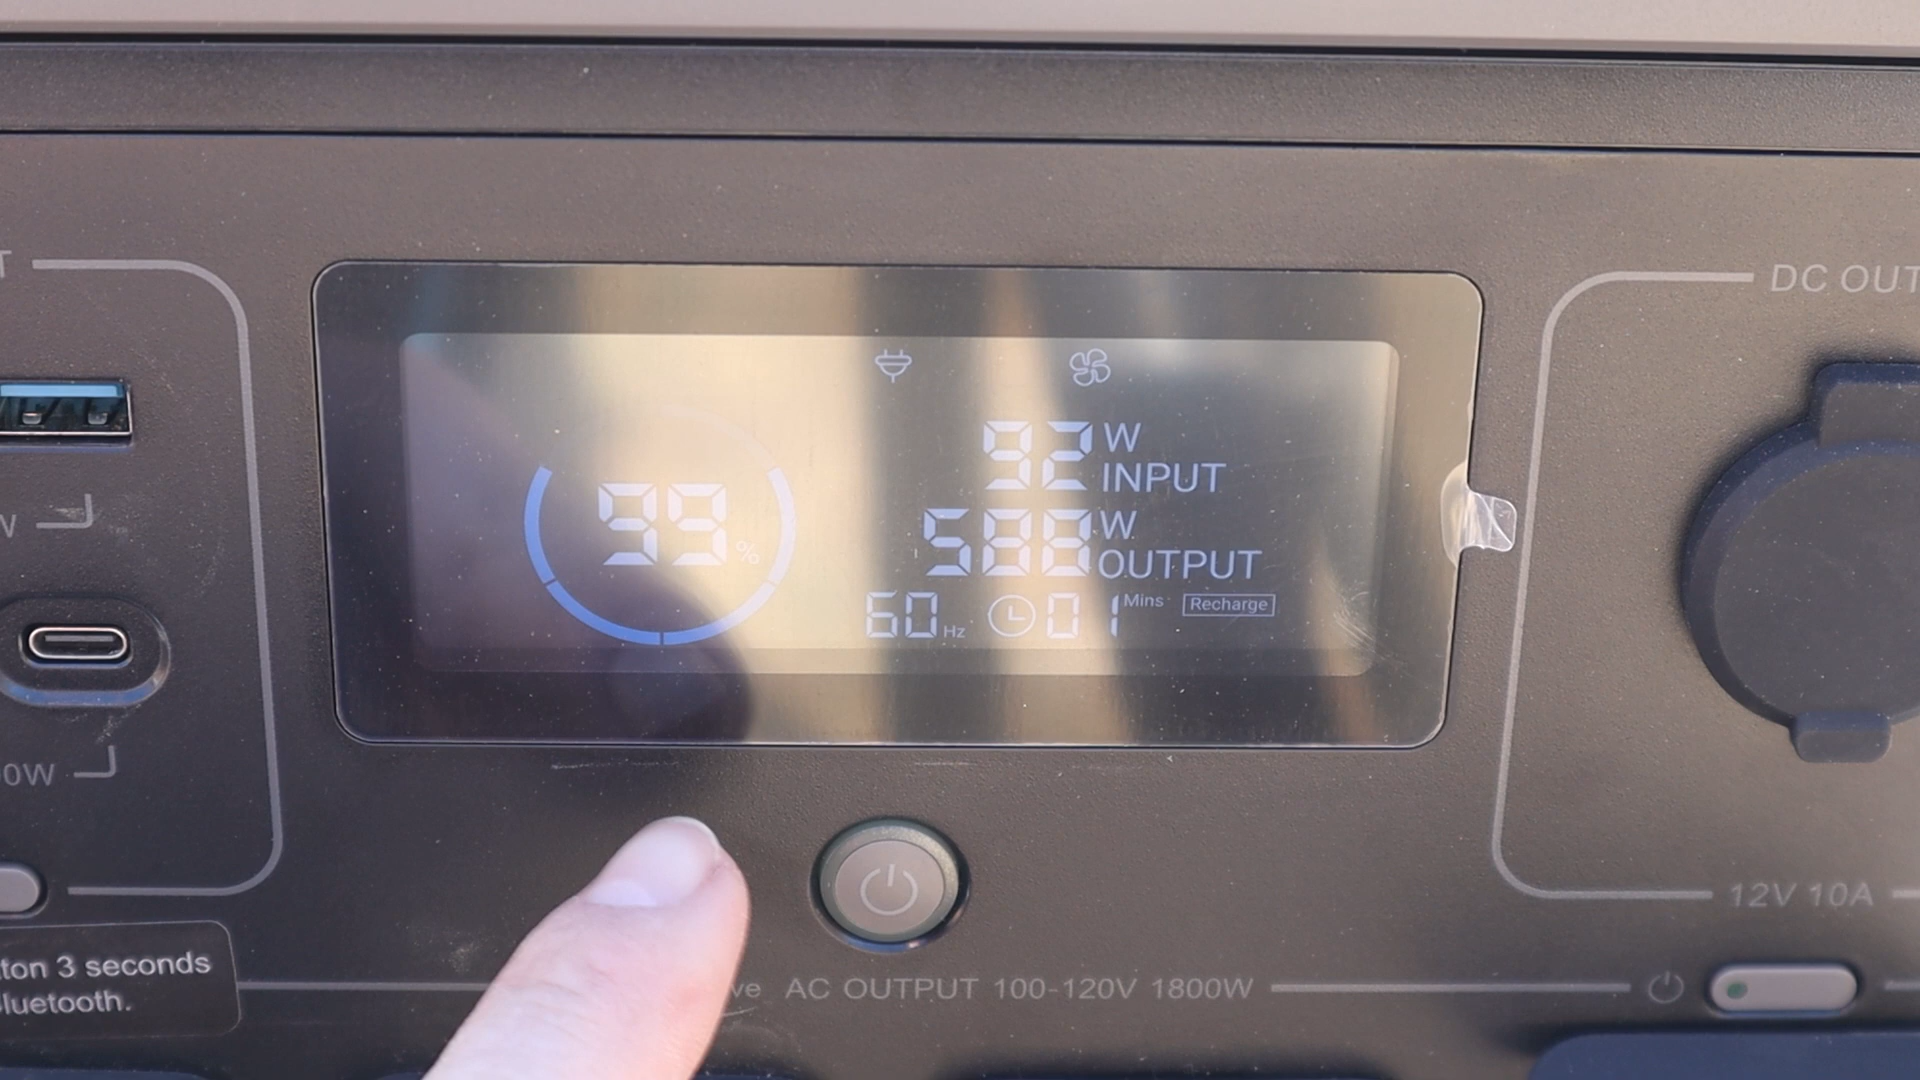 DC OUT
92 W
INPUT
99 %
588 W
OUTPUT
60 Hz 01 Mins Recharge
0W
12V 10A
ton 3 seconds
luetooth.
ve AC OUTPUT 100-120V 1800W